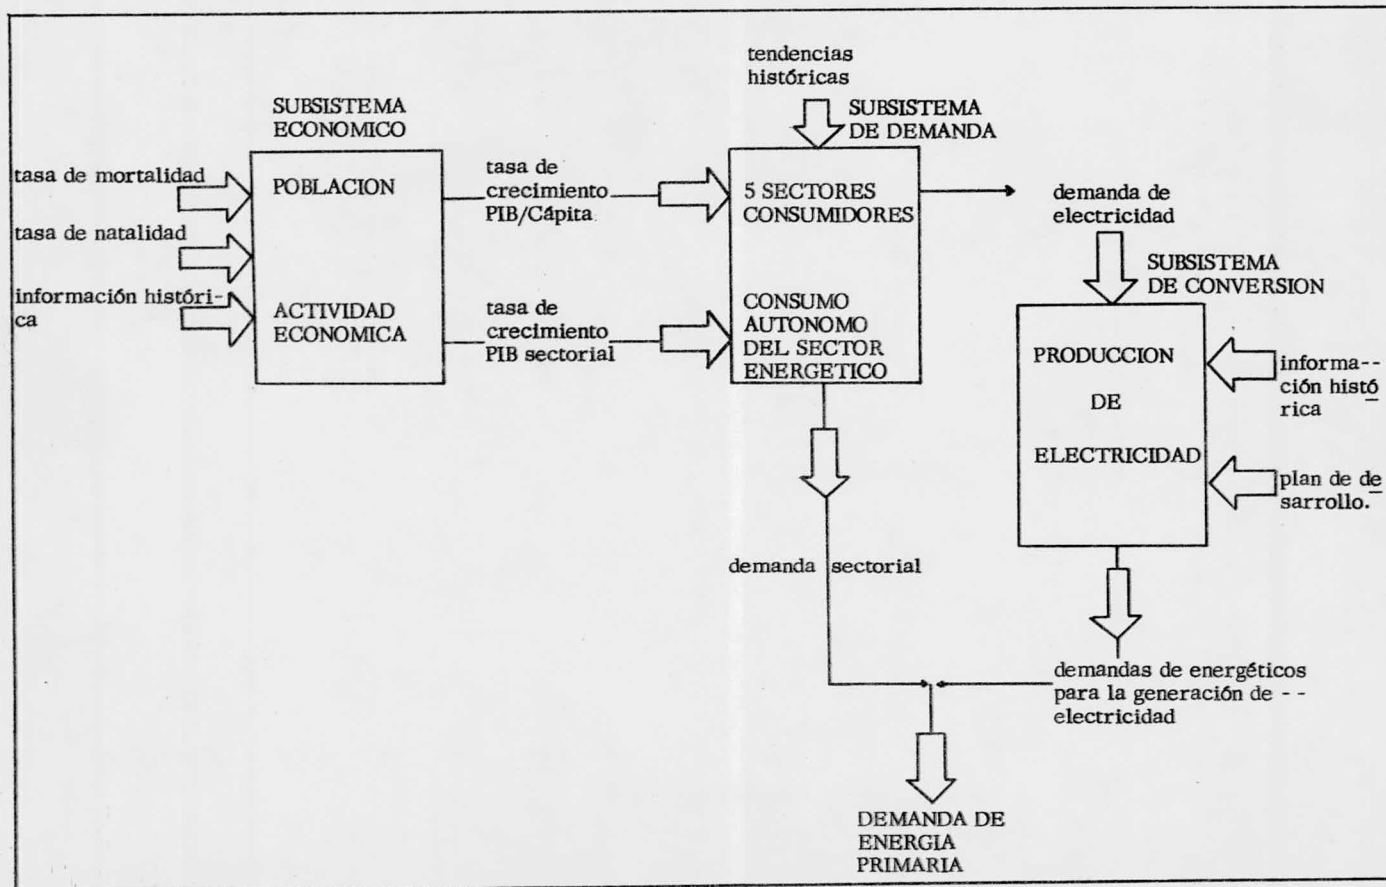 tendencias
históricas
SUBSISTEMA
ECONOMICO
SUBSISTEMA
DE DEMANDA
tasa de mortalidad
tasa de natalidad
información históri-
ca
POBLACION
ACTIVIDAD
ECONOMICA
tasa de
crecimiento
PIB/Cápita
tasa de
crecimiento
PIB sectorial
5 SECTORES
CONSUMIDORES
CONSUMO
AUTONOMO
DEL SECTOR
ENERGETICO
demanda de
electricidad
SUBSISTEMA
DE CONVERSION
PRODUCCION
DE
ELECTRICIDAD
informa--
ción histó
rica
plan de de
sarrollo.
demanda sectorial
demandas de energéticos
para la generación de --
electricidad
DEMANDA DE
ENERGIA
PRIMARIA